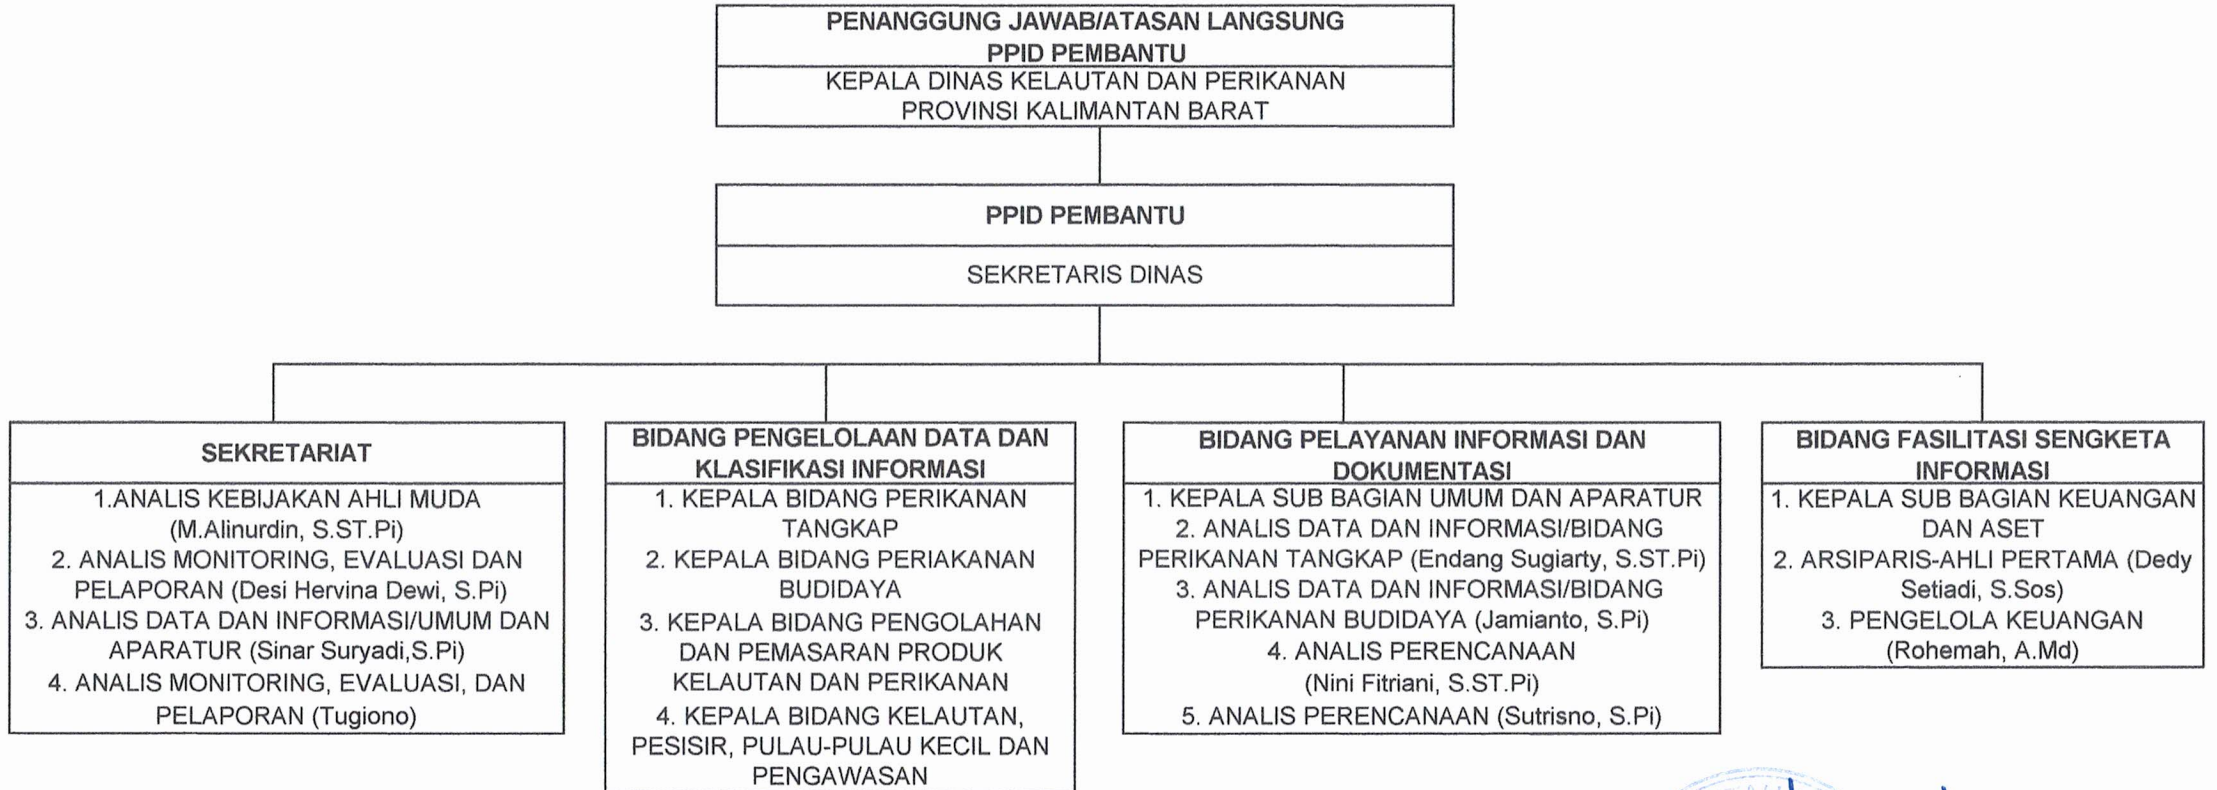 PENANGGUNG JAWAB/ATASAN LANGSUNG
PPID PEMBANTU
KEPALA DINAS KELAUTAN DAN PERIKANAN
PROVINSI KALIMANTAN BARAT
PPID PEMBANTU
SEKRETARIS DINAS
SEKRETARIAT
1.ANALIS KEBIJAKAN AHLI MUDA
(M.Alinurdin, S.ST.Pi)
2. ANALIS MONITORING, EVALUASI DAN
PELAPORAN (Desi Hervina Dewi, S.Pi)
3. ANALIS DATA DAN INFORMASI/UMUM DAN
APARATUR (Sinar Suryadi,S.Pi)
4. ANALIS MONITORING, EVALUASI, DAN
PELAPORAN (Tugiono)
BIDANG PENGELOLAAN DATA DAN
KLASIFIKASI INFORMASI
1. KEPALA BIDANG PERIKANAN
TANGKAP
2. KEPALA BIDANG PERIAKANAN
BUDIDAYA
3. KEPALA BIDANG PENGOLAHAN
DAN PEMASARAN PRODUK
KELAUTAN DAN PERIKANAN
4. KEPALA BIDANG KELAUTAN,
PESISIR, PULAU-PULAU KECIL DAN
PENGAWASAN
BIDANG PELAYANAN INFORMASI DAN
DOKUMENTASI
1. KEPALA SUB BAGIAN UMUM DAN APARATUR
2. ANALIS DATA DAN INFORMASI/BIDANG
PERIKANAN TANGKAP (Endang Sugiarty, S.ST.Pi)
3. ANALIS DATA DAN INFORMASI/BIDANG
PERIKANAN BUDIDAYA (Jamianto, S.Pi)
4. ANALIS PERENCANAAN
(Nini Fitriani, S.ST.Pi)
5. ANALIS PERENCANAAN (Sutrisno, S.Pi)
BIDANG FASILITASI SENGKETA
INFORMASI
1. KEPALA SUB BAGIAN KEUANGAN
DAN ASET
2. ARSIPARIS-AHLI PERTAMA (Dedy
Setiadi, S.Sos)
3. PENGELOLA KEUANGAN
(Rohemah, A.Md)